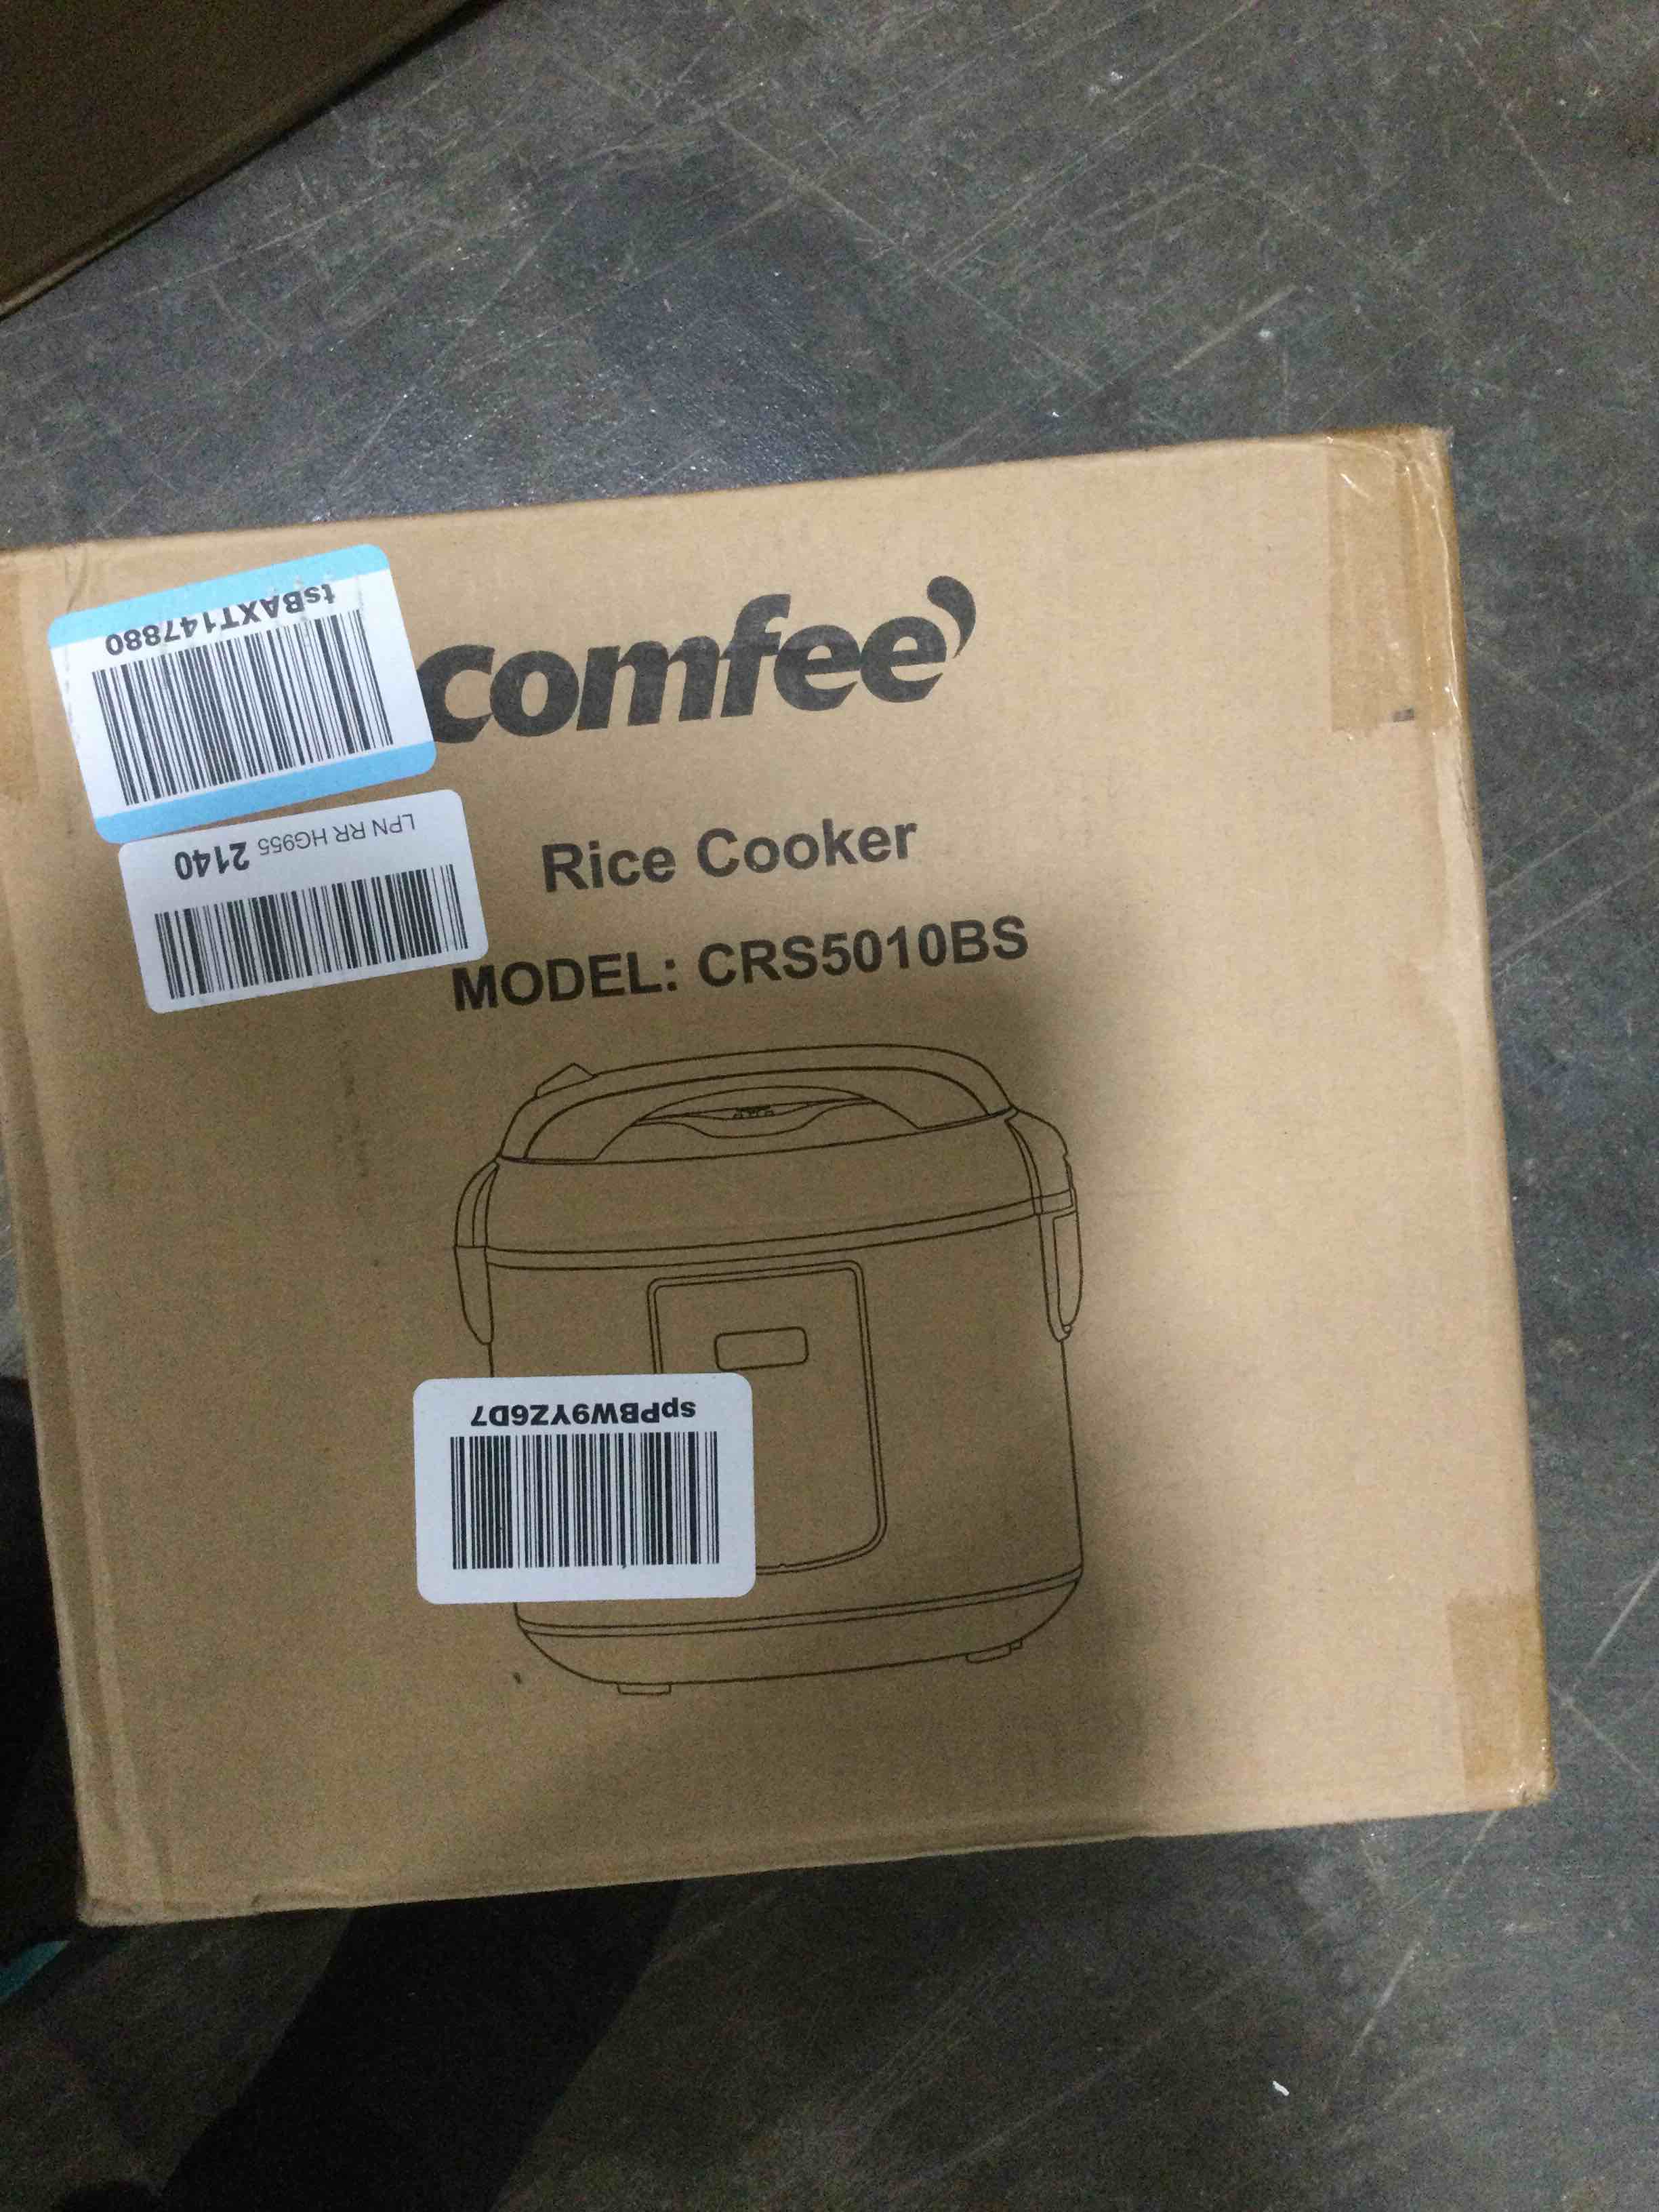 tsBAXT147880
comfee'
LPN RR HG955 2140
Rice Cooker
MODEL: CRS5010BS
spPBW9YZ6D7